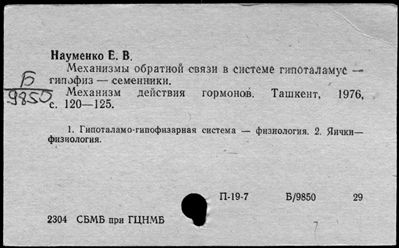 Науменко Е. В.
Механизмы обратной связи в системе гипоталамус —
гипофиз — семенники.
Б
9850
Механизм действия гормонов. Ташкент, 1976,
с. 120—125.
1. Гипоталамо-гипофизарная система — физиология. 2. Яички—
физиология.
П-19-7 Б/9850 29
2304 СБМБ при ГЦНМБ
7